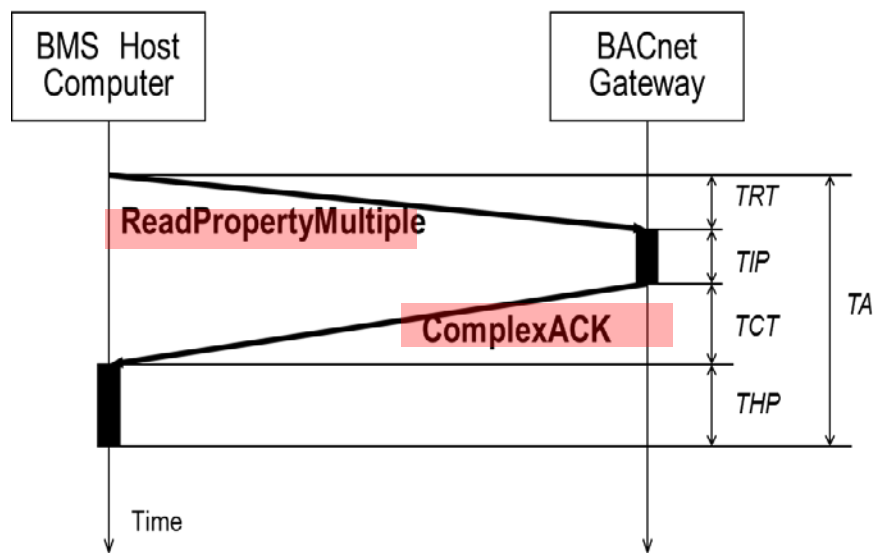 BMS Host
Computer
BACnet
Gateway
TRT
ReadPropertyMultiple
TIP
TA
TCT
ComplexACK
THP
Time